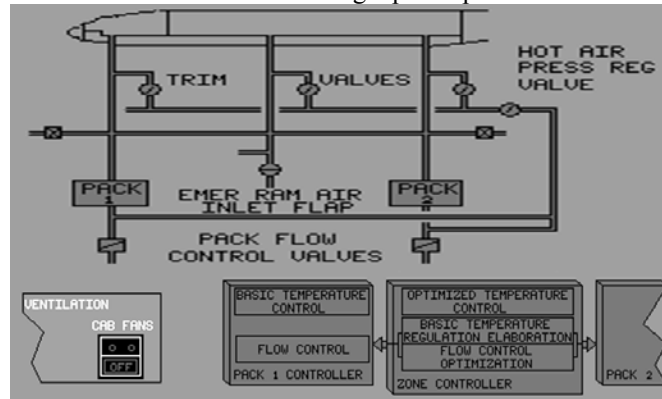 TRIM
VALVES
HOT AIR
PRESS REG
VALVE
PACK
1
EMER RAM AIR
INLET FLAP
PACK
2
PACK FLOW
CONTROL VALVES
VENTILATION
CAB FANS
OFF
BASIC TEMPERATURE
CONTROL
FLOW CONTROL
PACK 1 CONTROLLER
OPTIMIZED TEMPERATURE
CONTROL
BASIC TEMPERATURE
REGULATION ELABORATION
FLOW CONTROL
OPTIMIZATION
ZONE CONTROLLER
PACK 2